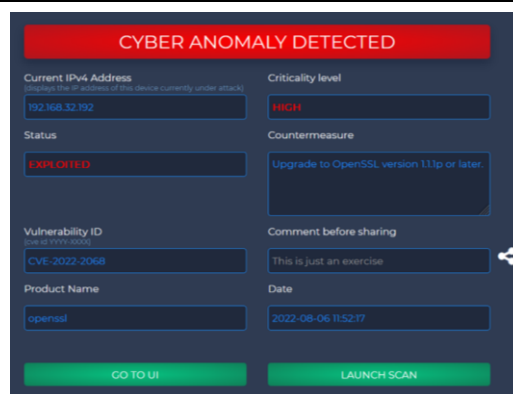 CYBER ANOMALY DETECTED
Current IPv4 Address
(displays the IP address of this device currently under attack)
192.168.32.192
Criticality level
HIGH
Status
EXPLOITED
Countermeasure
Upgrade to OpenSSL version 1.1.1p or later.
Vulnerability ID
(cve id YYYY-XXXX)
CVE-2022-2068
Comment before sharing
This is just an exercise
Product Name
openssl
Date
2022-08-06 11:52:17
GO TO UI
LAUNCH SCAN